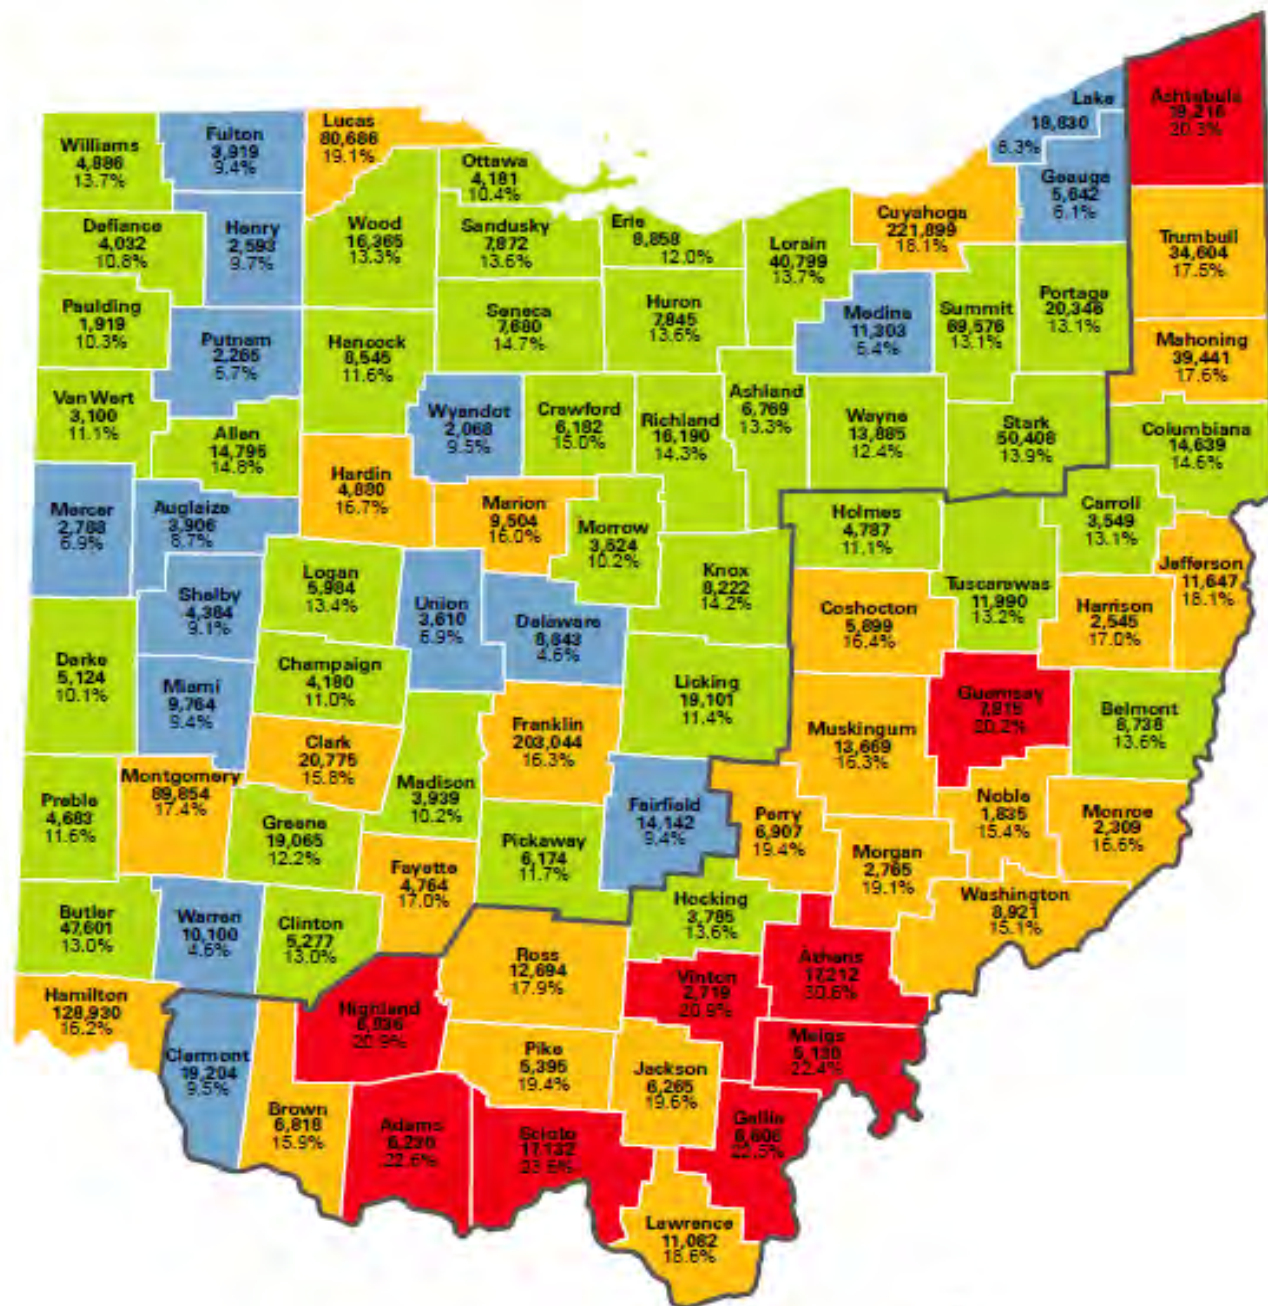 Lake
18,630
8.3%
Ashtabula
19,216
20.3%
Geauga
5,642
6.1%
Williams
4,886
13.7%
Fulton
3,919
9.4%
Lucas
80,686
19.1%
Ottawa
4,181
10.4%
Defiance
4,032
10.8%
Henry
2,593
9.7%
Wood
16,365
13.3%
Sandusky
7,872
13.6%
Erie
8,858
12.0%
Lorain
40,799
13.7%
Cuyahoga
221,899
18.1%
Trumbull
34,604
17.5%
Paulding
1,919
10.3%
Putnam
2,265
6.7%
Hancock
8,545
11.6%
Seneca
7,680
14.7%
Huron
7,845
13.6%
Medina
11,303
6.4%
Summit
69,576
13.1%
Portage
20,346
13.1%
Mahoning
39,441
17.6%
Van Wert
3,100
11.1%
Allen
14,795
14.8%
Wyandot
2,068
9.5%
Crawford
6,182
15.0%
Richland
16,190
14.3%
Ashland
6,769
13.3%
Wayne
13,885
12.4%
Stark
50,408
13.9%
Columbiana
14,639
14.6%
Mercer
2,788
6.9%
Auglaize
3,906
8.7%
Hardin
4,880
16.7%
Marion
9,504
16.0%
Morrow
3,524
10.2%
Holmes
4,787
11.1%
Carroll
3,549
13.1%
Shelby
4,384
9.1%
Logan
5,984
13.4%
Union
3,610
6.9%
Delaware
8,843
4.6%
Knox
8,222
14.2%
Coshocton
5,899
16.4%
Tuscarawas
11,990
13.2%
Harrison
2,545
17.0%
Jefferson
11,647
18.1%
Darke
5,124
10.1%
Miami
9,764
9.4%
Champaign
4,180
11.0%
Licking
19,101
11.4%
Guernsey
7,815
20.2%
Belmont
8,738
13.6%
Clark
20,775
15.8%
Franklin
203,044
16.3%
Muskingum
13,669
16.3%
Preble
4,683
11.6%
Montgomery
89,854
17.4%
Greene
19,065
12.2%
Madison
3,939
10.2%
Pickaway
6,174
11.7%
Fairfield
14,142
9.4%
Perry
6,907
19.4%
Morgan
2,765
19.1%
Noble
1,835
15.4%
Monroe
2,309
16.6%
Fayette
4,764
17.0%
Washington
8,921
15.1%
Butler
47,601
13.0%
Warren
10,100
4.6%
Clinton
5,277
13.0%
Hocking
3,785
13.6%
Ross
12,694
17.9%
Athens
17,212
30.6%
Vinton
2,719
20.9%
Hamilton
128,930
16.2%
Highland
8,936
20.9%
Clermont
19,204
9.5%
Pike
5,395
19.4%
Jackson
6,265
19.6%
Meigs
5,130
22.4%
Brown
6,818
15.9%
Adams
6,230
22.6%
Scioto
17,132
23.6%
Gallia
6,606
22.3%
Lawrence
11,082
18.6%